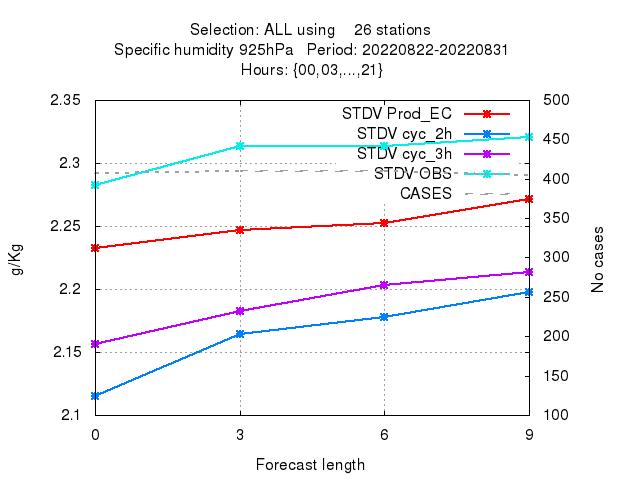 Selection: ALL using    26 stations
Specific humidity 925hPa   Period: 20220822-20220831
Hours: {00,03,...,21}
2.35
2.3
2.25
2.2
2.15
2.1
500
450
400
350
300
250
200
150
100
STDV Prod_EC
STDV cyc_2h
STDV cyc_3h
STDV OBS
CASES
g/Kg
No cases
0 3 6 9
Forecast length